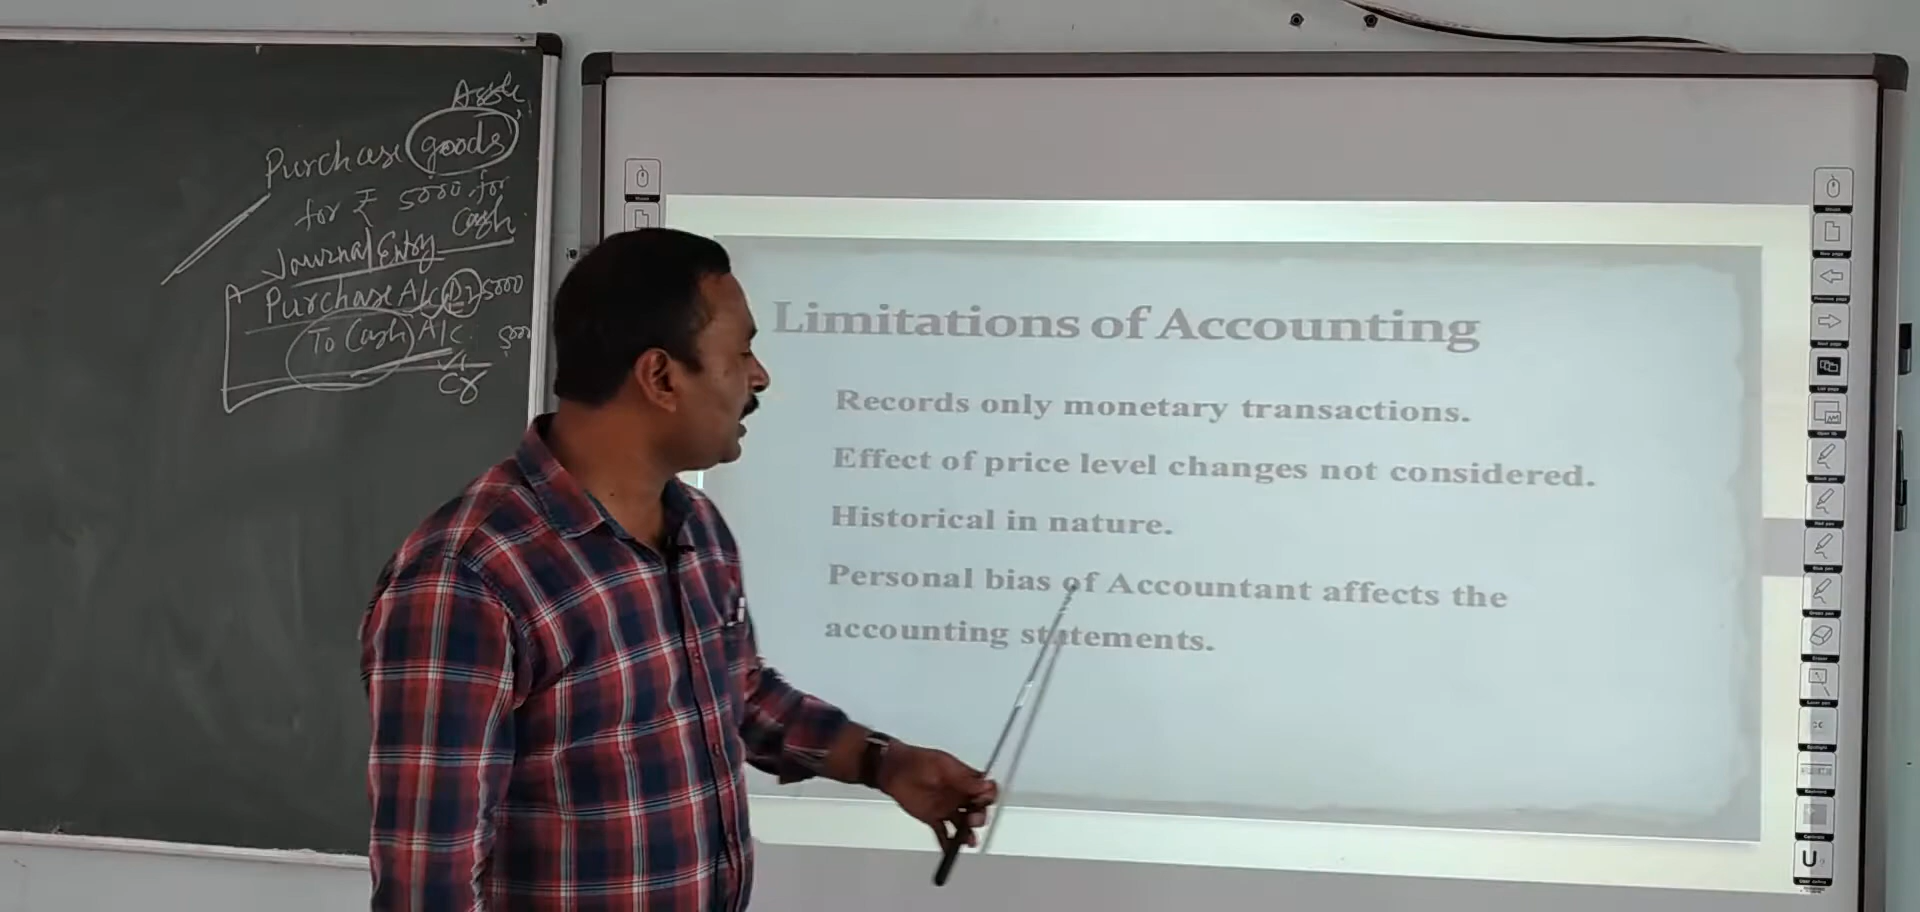 Purchase goods
for ₹ 5000 for
cash
Journal Entry
Purchase A/c Dr 5000
To Cash A/c 5000
Cr
Limitations of Accounting
Records only monetary transactions.
Effect of price level changes not considered.
Historical in nature.
Personal bias of Accountant affects the
accounting statements.